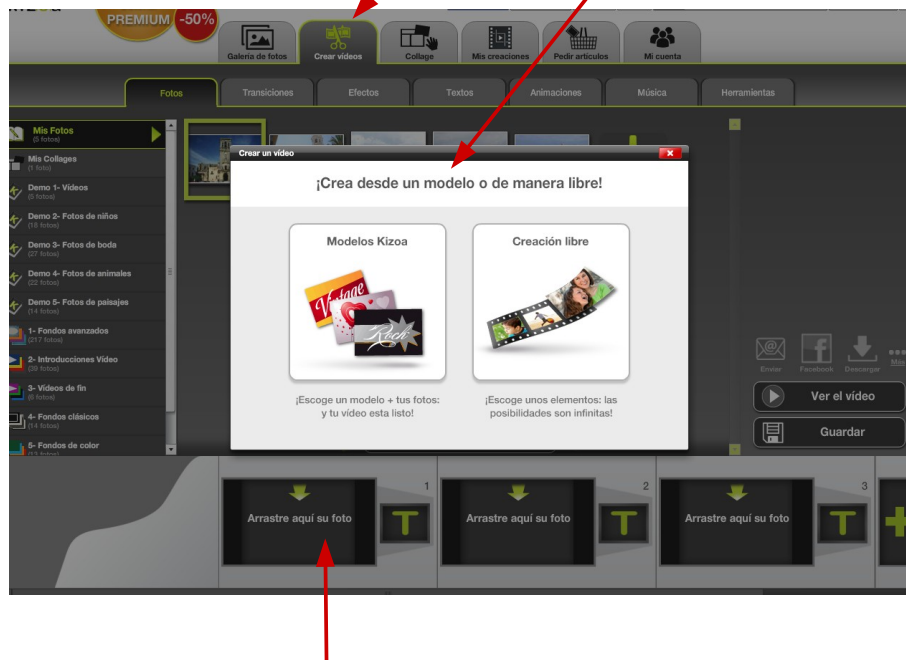 PREMIUM -50%
Galería de fotos
Crear vídeos
Collage
Mis creaciones
Pedir artículos
Mi cuenta
Fotos
Transiciones
Efectos
Textos
Animaciones
Música
Herramientas
Mis Fotos
(5 fotos)
Mis Collages
(1 foto)
Demo 1- Vídeos
(5 fotos)
Demo 2- Fotos de niños
(18 fotos)
Demo 3- Fotos de boda
(27 fotos)
Demo 4- Fotos de animales
(22 fotos)
Demo 5- Fotos de paisajes
(14 fotos)
1- Fondos avanzados
(217 fotos)
2- Introducciones Vídeo
(39 fotos)
3- Vídeos de fin
(6 fotos)
4- Fondos clásicos
(14 fotos)
5- Fondos de color
(13 fotos)
Crear un vídeo
¡Crea desde un modelo o de manera libre!
Modelos Kizoa
Vintage
Rock
¡Escoge un modelo + tus fotos:
y tu vídeo esta listo!
Creación libre
¡Escoge unos elementos: las
posibilidades son infinitas!
Enviar
Facebook
Descargar
Más
Ver el vídeo
Guardar
Arrastre aquí su foto
1
T
Arrastre aquí su foto
2
T
Arrastre aquí su foto
3
T